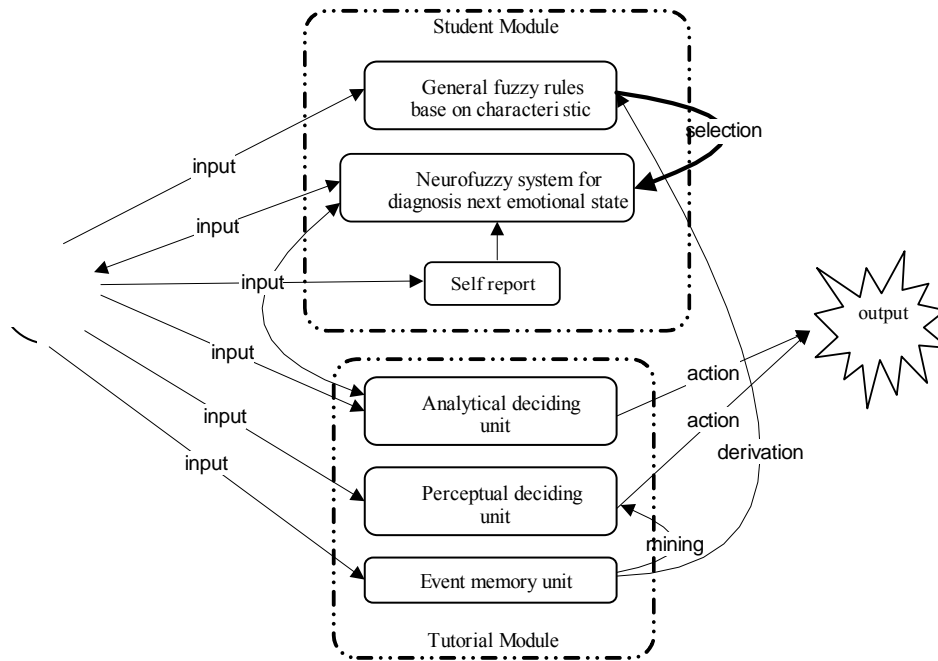 Student Module
General fuzzy rules
base on characteristic
selection
input
Neurofuzzy system for
diagnosis next emotional state
input
input
Self report
output
input
Analytical deciding
unit
action
action
input
Perceptual deciding
unit
derivation
input
mining
Event memory unit
Tutorial Module